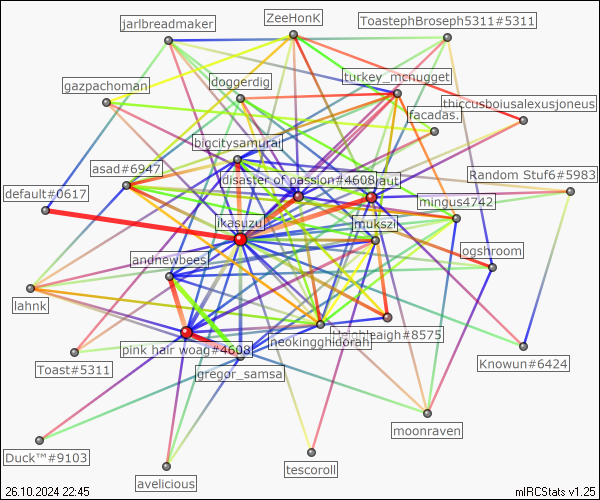 jarlbreadmaker
ZeeHonK
ToastephBroseph5311#5311
gazpachoman
doggerdig
turkey_mcnugget
thiccusboiusalexusjoneus
facadas.
bigcitysamurai
asad#6947
disaster of passion#4608
aut
Random Stuf6#5983
default#0617
mingus4742
ikasuzu
mukszi
ogshroom
andnewbees
lahnk
neokingghidorah
leigh#8575
pink hair woag#4608
Toast#5311
gregor_samsa
Knowun#6424
moonraven
Duck™#9103
tescoroll
avelicious
26.10.2024 22:45
mIRCStats v1.25